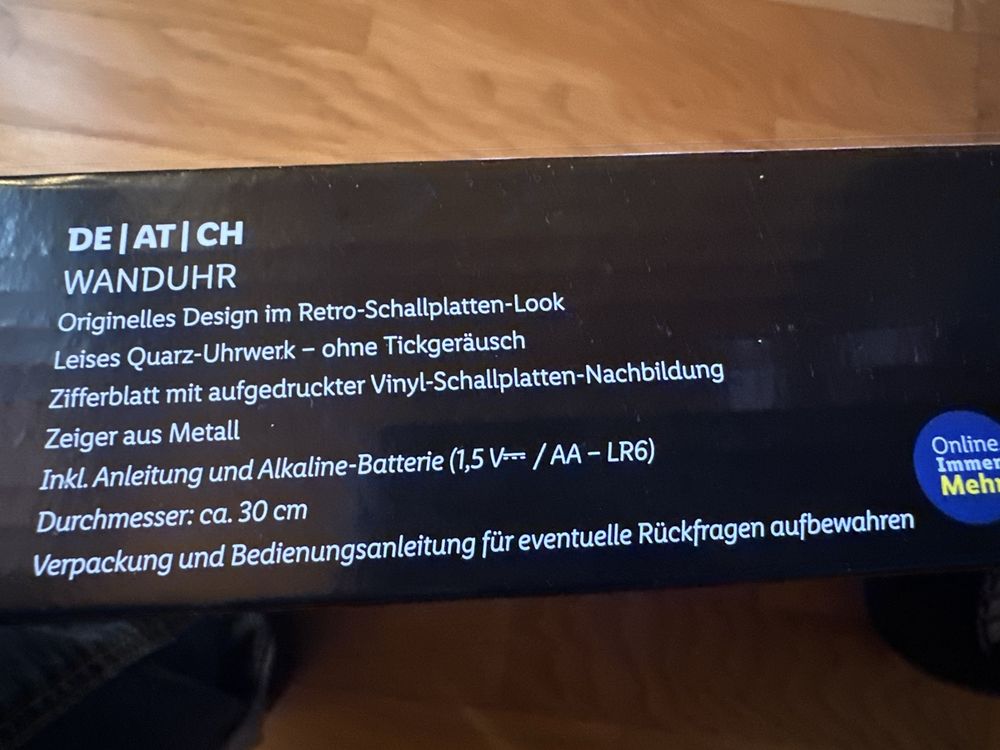 DE | AT | CH
WANDUHR
Originelles Design im Retro-Schallplatten-Look
Leises Quarz-Uhrwerk – ohne Tickgeräusch
Zifferblatt mit aufgedruckter Vinyl-Schallplatten-Nachbildung
Zeiger aus Metall
Inkl. Anleitung und Alkaline-Batterie (1,5 V⎓ / AA – LR6)
Durchmesser: ca. 30 cm
Verpackung und Bedienungsanleitung für eventuelle Rückfragen aufbewahren
Online.
Immer
Mehr